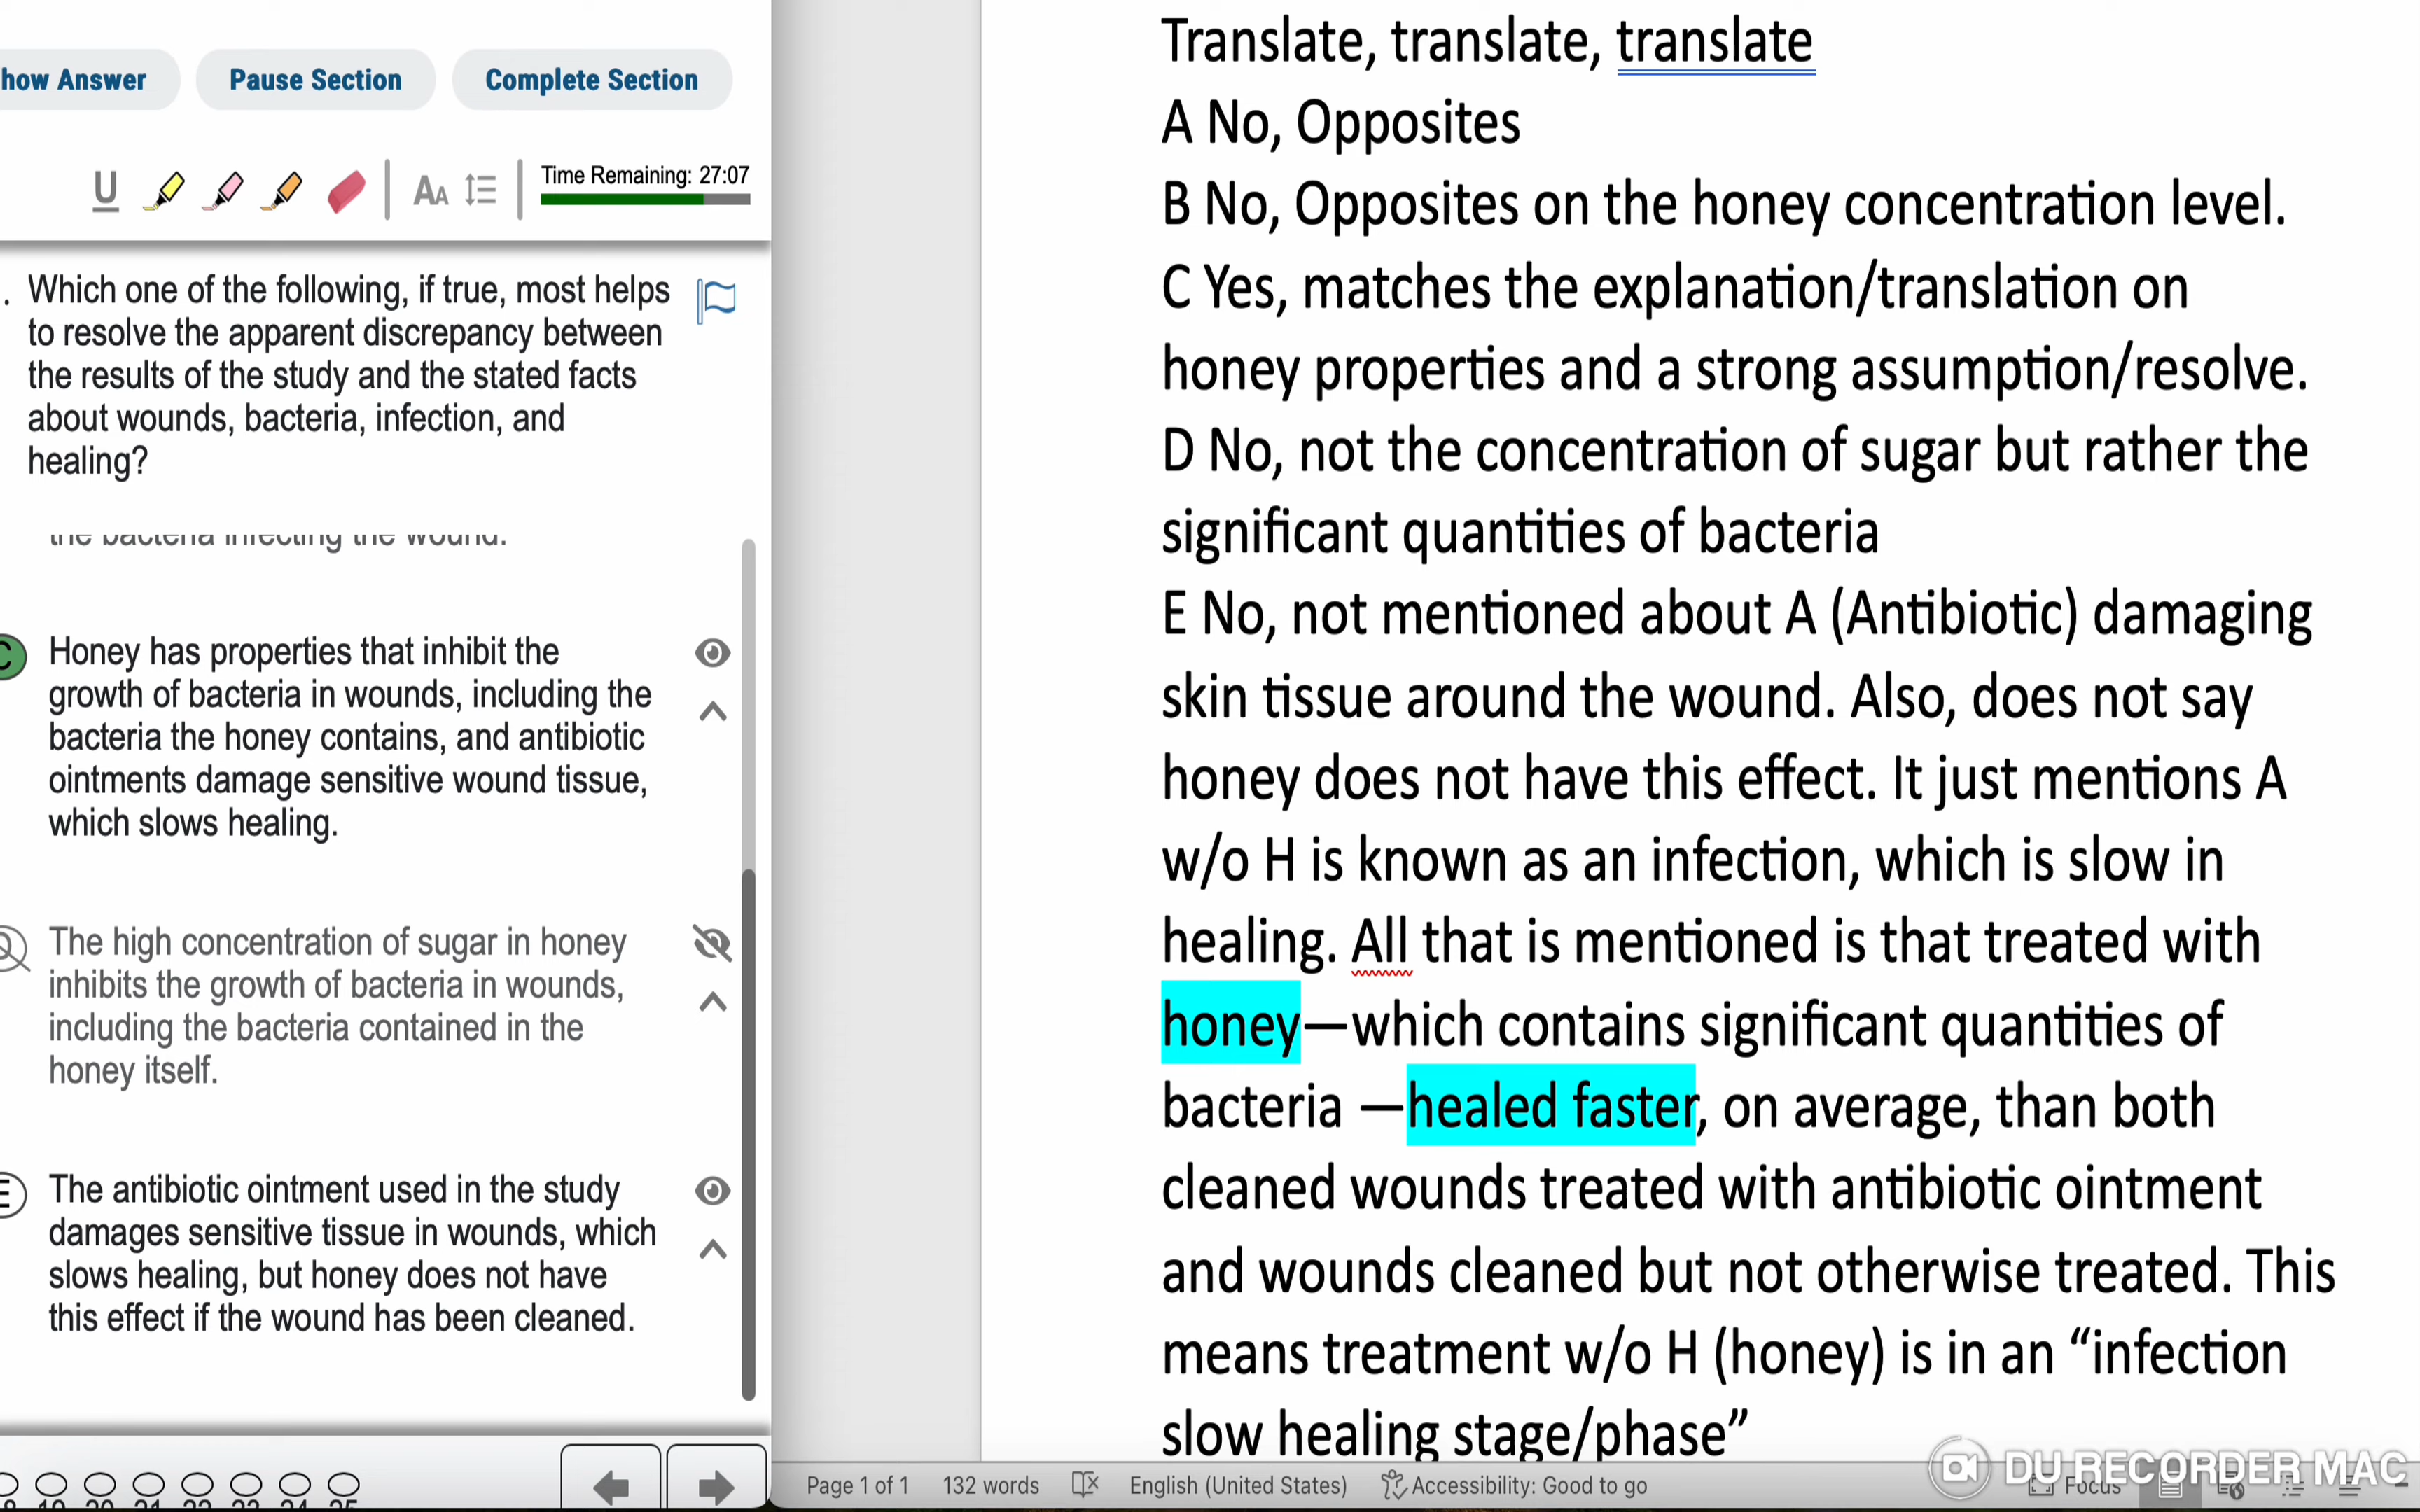 how Answer
Pause Section
Complete Section
U
AA
Time Remaining: 27:07
. Which one of the following, if true, most helps
to resolve the apparent discrepancy between
the results of the study and the stated facts
about wounds, bacteria, infection, and
healing?
the bacteria infecting the wound.
C Honey has properties that inhibit the
growth of bacteria in wounds, including the
bacteria the honey contains, and antibiotic
ointments damage sensitive wound tissue,
which slows healing.
The high concentration of sugar in honey
inhibits the growth of bacteria in wounds,
including the bacteria contained in the
honey itself.
E The antibiotic ointment used in the study
damages sensitive tissue in wounds, which
slows healing, but honey does not have
this effect if the wound has been cleaned.
Translate, translate, translate
A No, Opposites
B No, Opposites on the honey concentration level.
C Yes, matches the explanation/translation on
honey properties and a strong assumption/resolve.
D No, not the concentration of sugar but rather the
significant quantities of bacteria
E No, not mentioned about A (Antibiotic) damaging
skin tissue around the wound. Also, does not say
honey does not have this effect. It just mentions A
w/o H is known as an infection, which is slow in
healing. All that is mentioned is that treated with
honey—which contains significant quantities of
bacteria —healed faster, on average, than both
cleaned wounds treated with antibiotic ointment
and wounds cleaned but not otherwise treated. This
means treatment w/o H (honey) is in an “infection
slow healing stage/phase”
Page 1 of 1
132 words
English (United States)
Accessibility: Good to go
Focus
DU RECORDER MAC